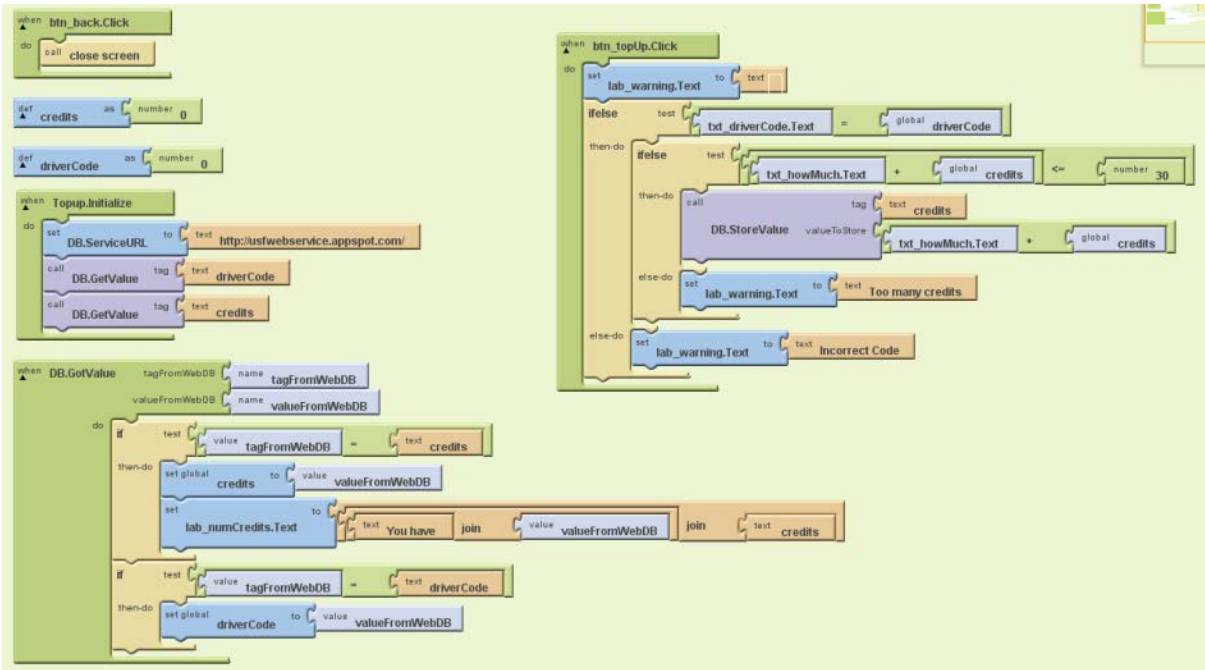 when btn_back.Click
do call close screen
def credits as number 0
def driverCode as number 0
when Topup.Initialize
do set DB.ServiceURL to text http://usfwebservice.appspot.com/
call DB.GetValue tag text driverCode
call DB.GetValue tag text credits
when DB.GotValue tagFromWebDB name tagFromWebDB
valueFromWebDB name valueFromWebDB
do if test value tagFromWebDB = text credits
then-do set global credits to value valueFromWebDB
set lab_numCredits.Text to text You have join value valueFromWebDB join text credits
if test value tagFromWebDB = text driverCode
then-do set global driverCode to value valueFromWebDB
when btn_topUp.Click
do set lab_warning.Text to text
ifelse test txt_driverCode.Text = global driverCode
then-do ifelse test txt_howMuch.Text + global credits <= number 30
then-do call DB.StoreValue tag text credits
valueToStore txt_howMuch.Text + global credits
else-do set lab_warning.Text to text Too many credits
else-do set lab_warning.Text to text Incorrect Code